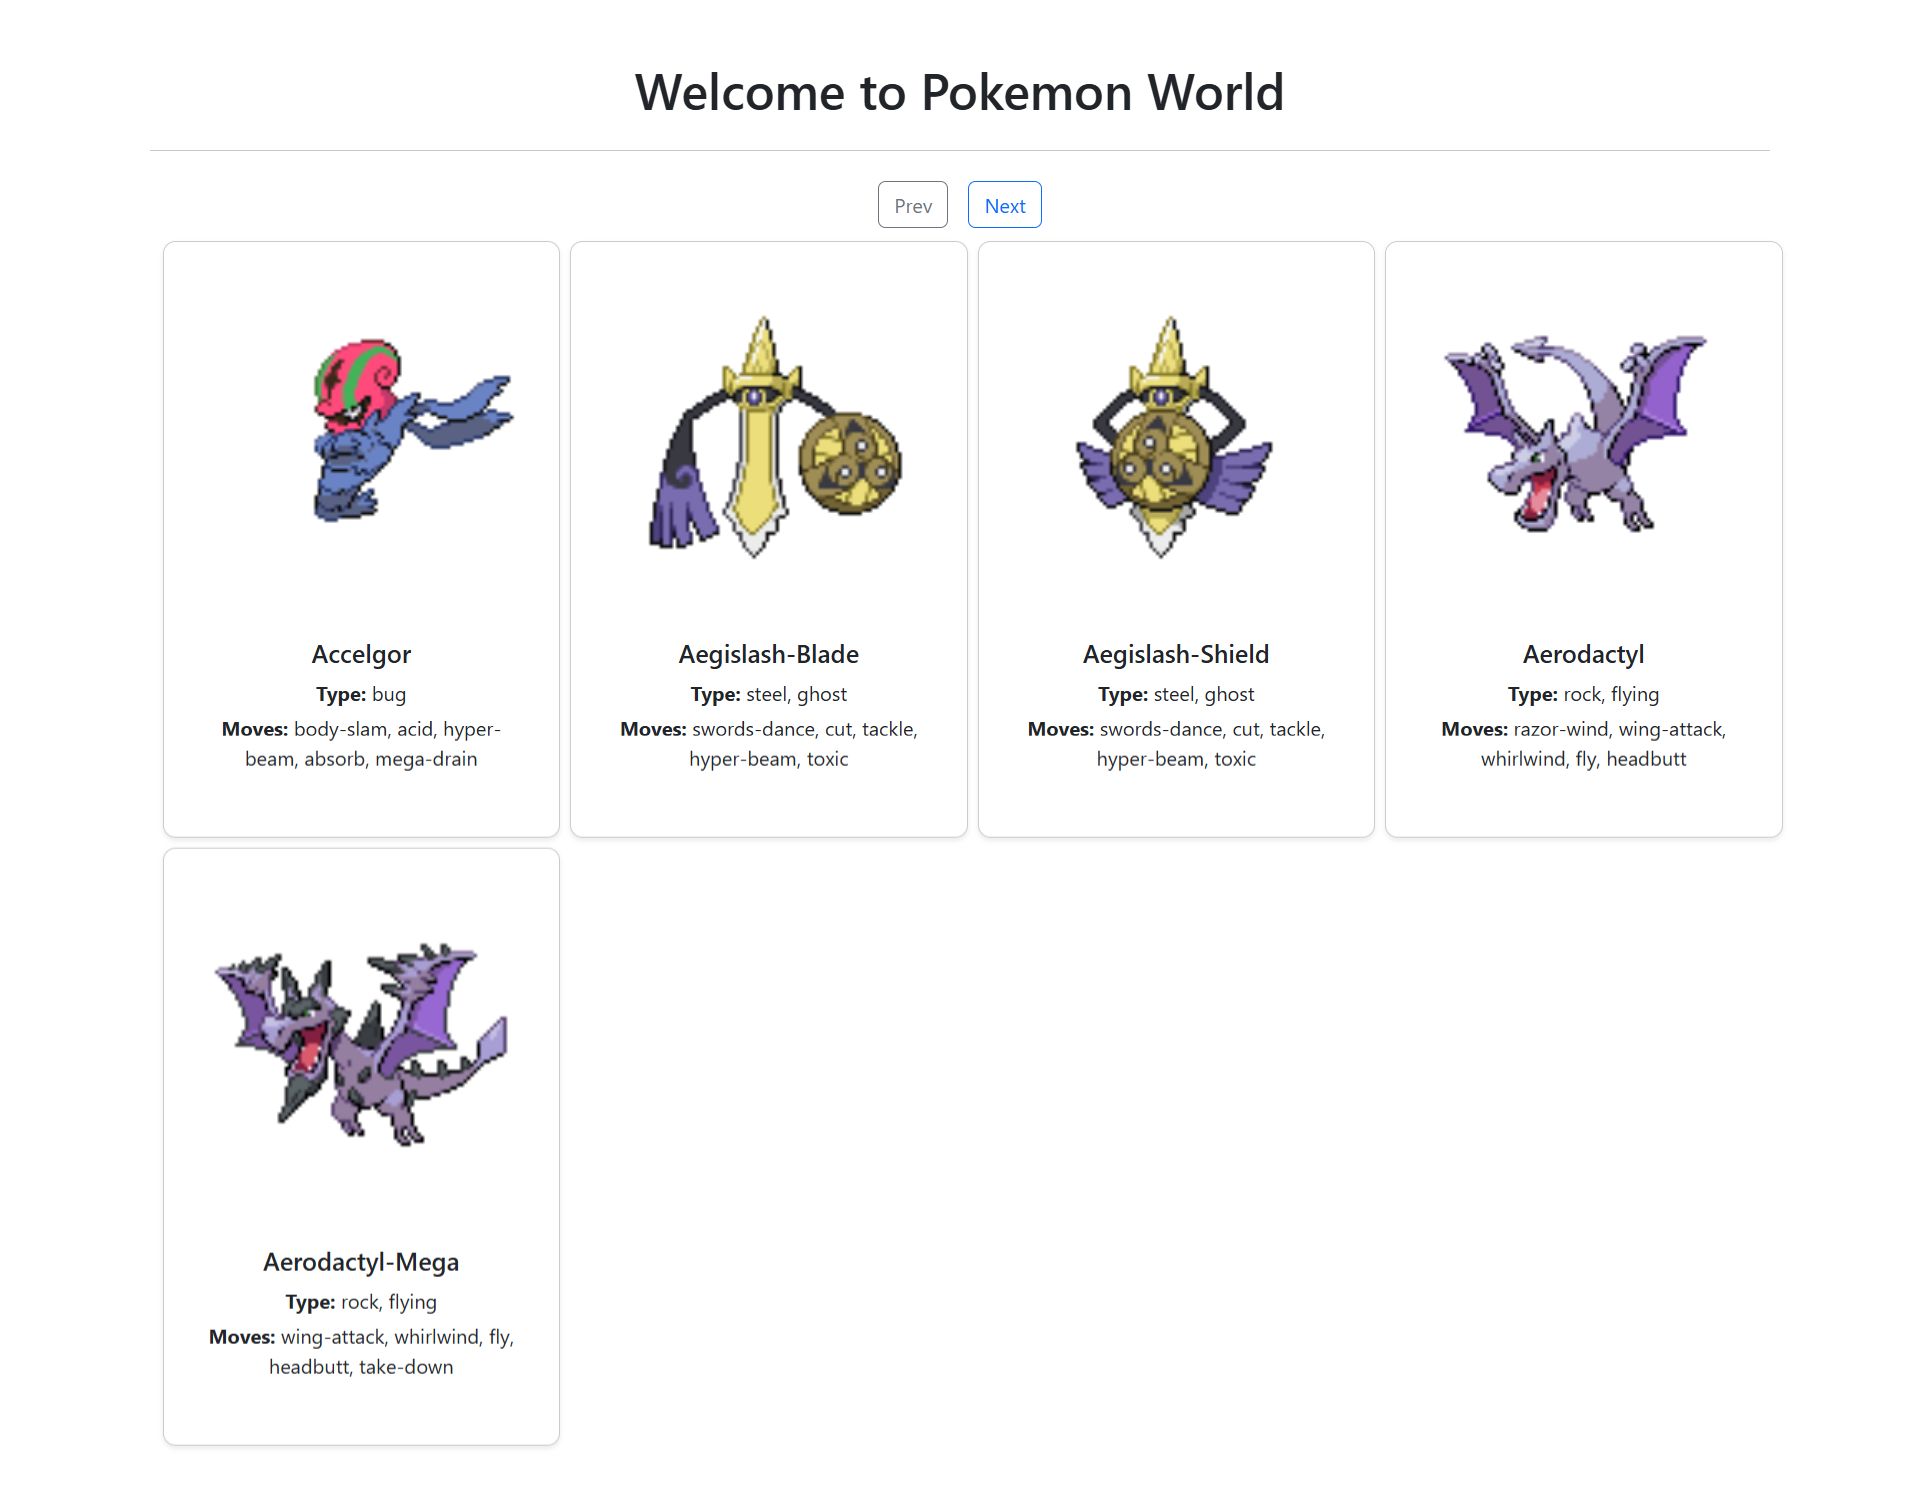 Welcome to Pokemon World
Prev
Next
Accelgor
Type: bug
Moves: body-slam, acid, hyper-
beam, absorb, mega-drain
Aegislash-Blade
Type: steel, ghost
Moves: swords-dance, cut, tackle,
hyper-beam, toxic
Aegislash-Shield
Type: steel, ghost
Moves: swords-dance, cut, tackle,
hyper-beam, toxic
Aerodactyl
Type: rock, flying
Moves: razor-wind, wing-attack,
whirlwind, fly, headbutt
Aerodactyl-Mega
Type: rock, flying
Moves: wing-attack, whirlwind, fly,
headbutt, take-down